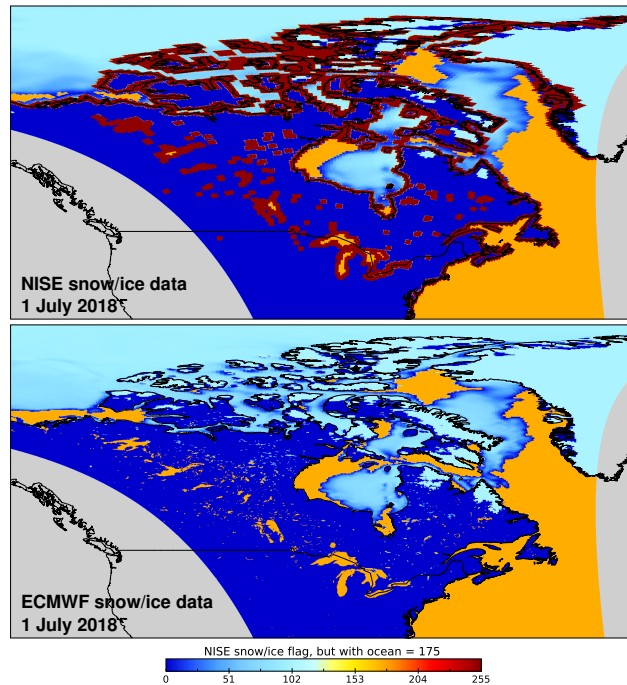 NISE snow/ice data
1 July 2018
ECMWF snow/ice data
1 July 2018
NISE snow/ice flag, but with ocean = 175
0 51 102 153 204 255